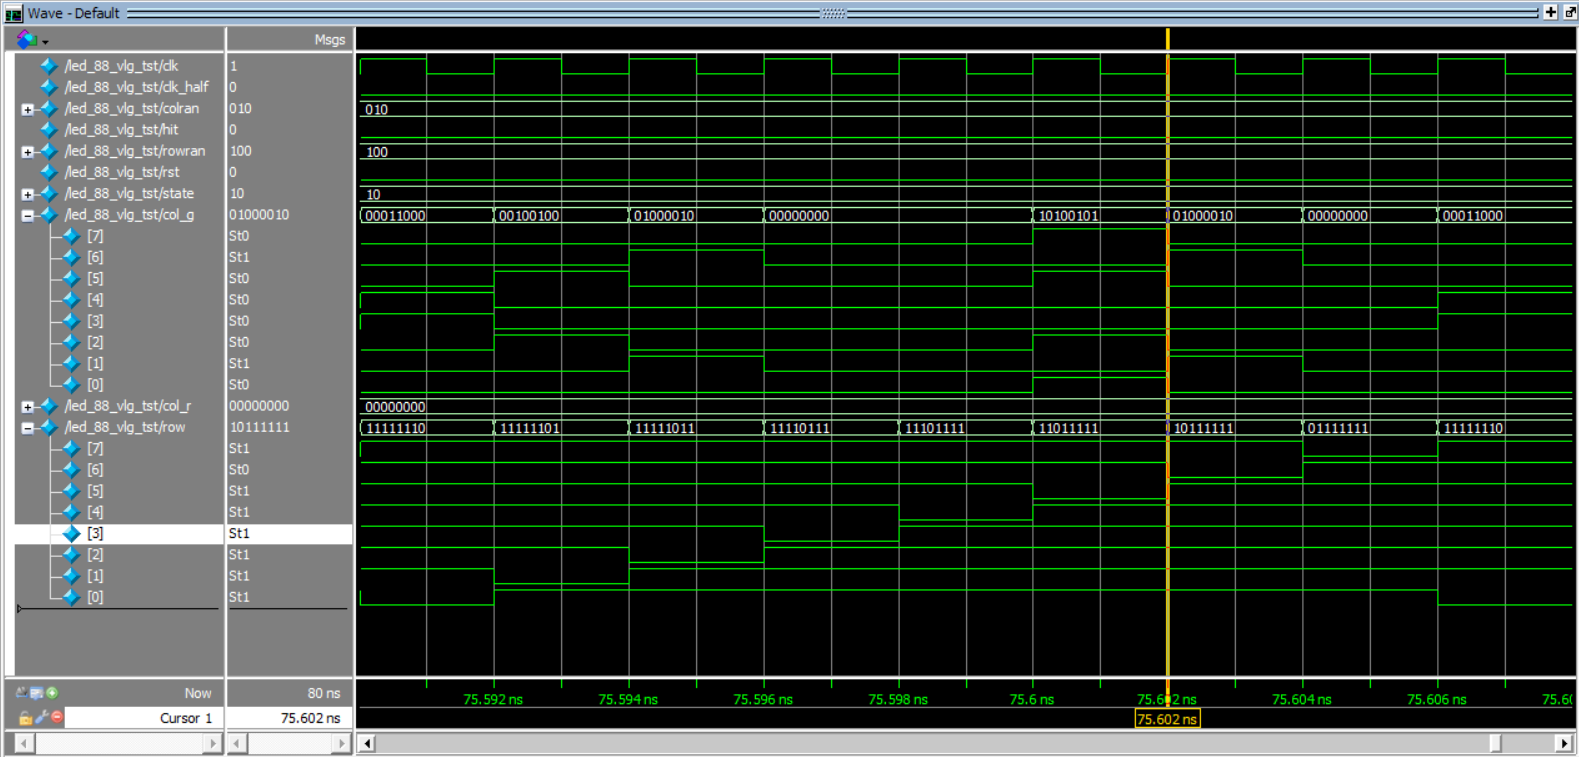 Wave - Default
Msgs
/led_88_vlg_tst/clk 1
/led_88_vlg_tst/clk_half 0
/led_88_vlg_tst/colran 010 010
/led_88_vlg_tst/hit 0
/led_88_vlg_tst/rowran 100 100
/led_88_vlg_tst/rst 0
/led_88_vlg_tst/state 10 10
/led_88_vlg_tst/col_g 01000010 00011000 00100100 01000010 00000000 10100101 01000010 00000000 00011000
[7] St0
[6] St1
[5] St0
[4] St0
[3] St0
[2] St0
[1] St1
[0] St0
/led_88_vlg_tst/col_r 00000000 00000000
/led_88_vlg_tst/row 10111111 11111110 11111101 11111011 11110111 11101111 11011111 10111111 01111111 11111110
[7] St1
[6] St0
[5] St1
[4] St1
[3] St1
[2] St1
[1] St1
[0] St1
Now 80 ns 75.592 ns 75.594 ns 75.596 ns 75.598 ns 75.6 ns 75.602 ns 75.604 ns 75.606 ns 75.60
Cursor 1 75.602 ns 75.602 ns